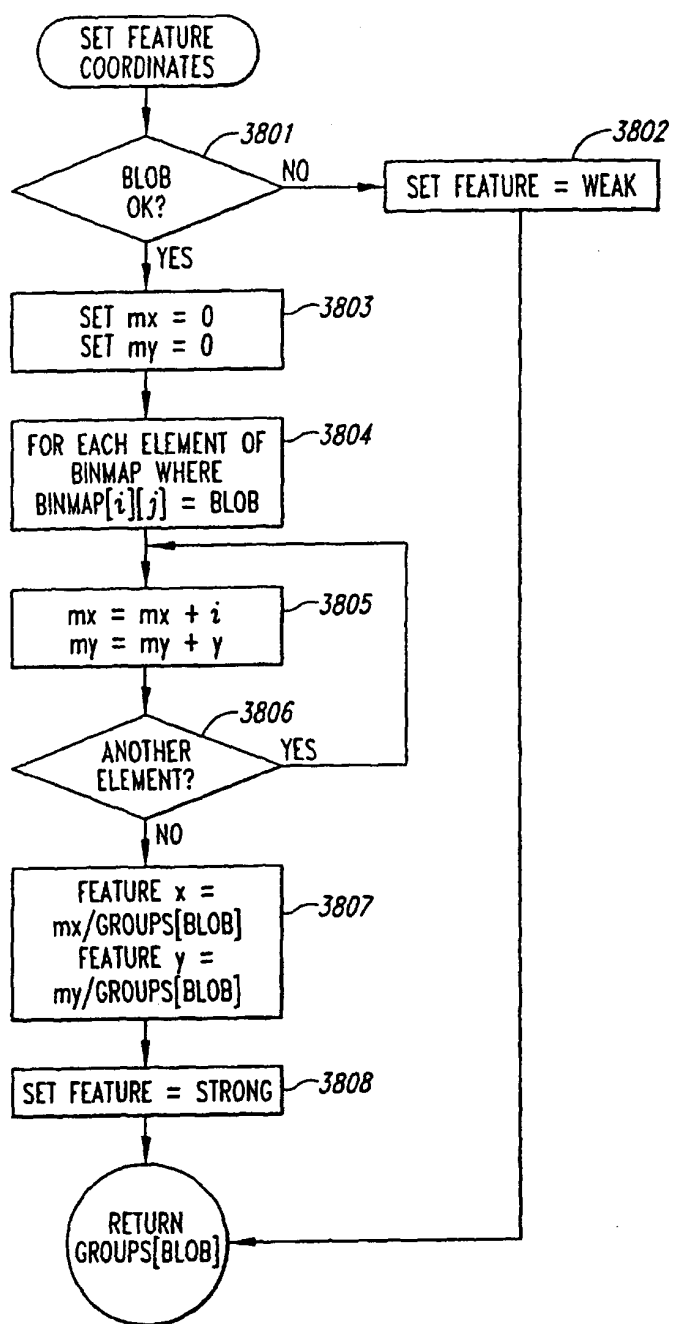 SET FEATURE
COORDINATES
3801
BLOB
OK?
NO
3802
SET FEATURE = WEAK
YES
SET mx = 0
SET my = 0
3803
FOR EACH ELEMENT OF
BINMAP WHERE
BINMAP[i][j] = BLOB
3804
mx = mx + i
my = my + y
3805
3806
ANOTHER
ELEMENT?
YES
NO
FEATURE x =
mx/GROUPS[BLOB]
FEATURE y =
my/GROUPS[BLOB]
3807
SET FEATURE = STRONG
3808
RETURN
GROUPS[BLOB]